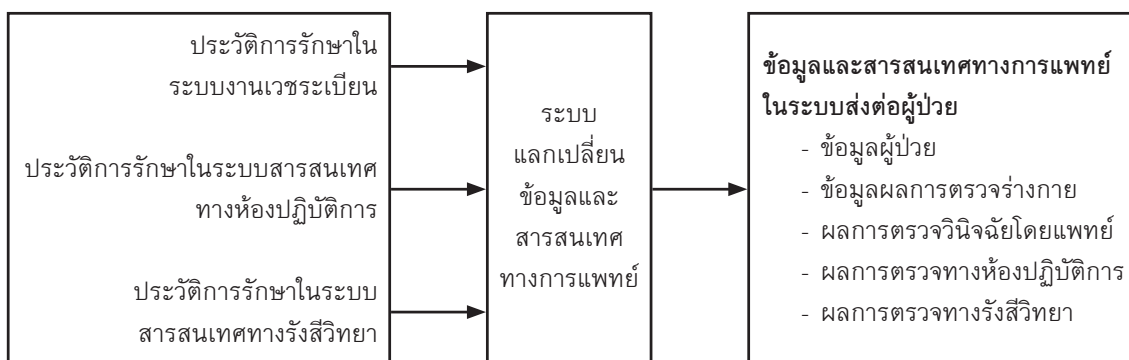 ประวัติการรักษาใน
ระบบงานเวชระเบียน
ประวัติการรักษาในระบบสารสนเทศ
ทางห้องปฏิบัติการ
ประวัติการรักษาในระบบ
สารสนเทศทางรังสีวิทยา
ระบบ
แลกเปลี่ยน
ข้อมูลและ
สารสนเทศ
ทางการแพทย์
ข้อมูลและสารสนเทศทางการแพทย์
ในระบบส่งต่อผู้ป่วย
- ข้อมูลผู้ป่วย
- ข้อมูลผลการตรวจร่างกาย
- ผลการตรวจวินิจฉัยโดยแพทย์
- ผลการตรวจทางห้องปฏิบัติการ
- ผลการตรวจทางรังสีวิทยา